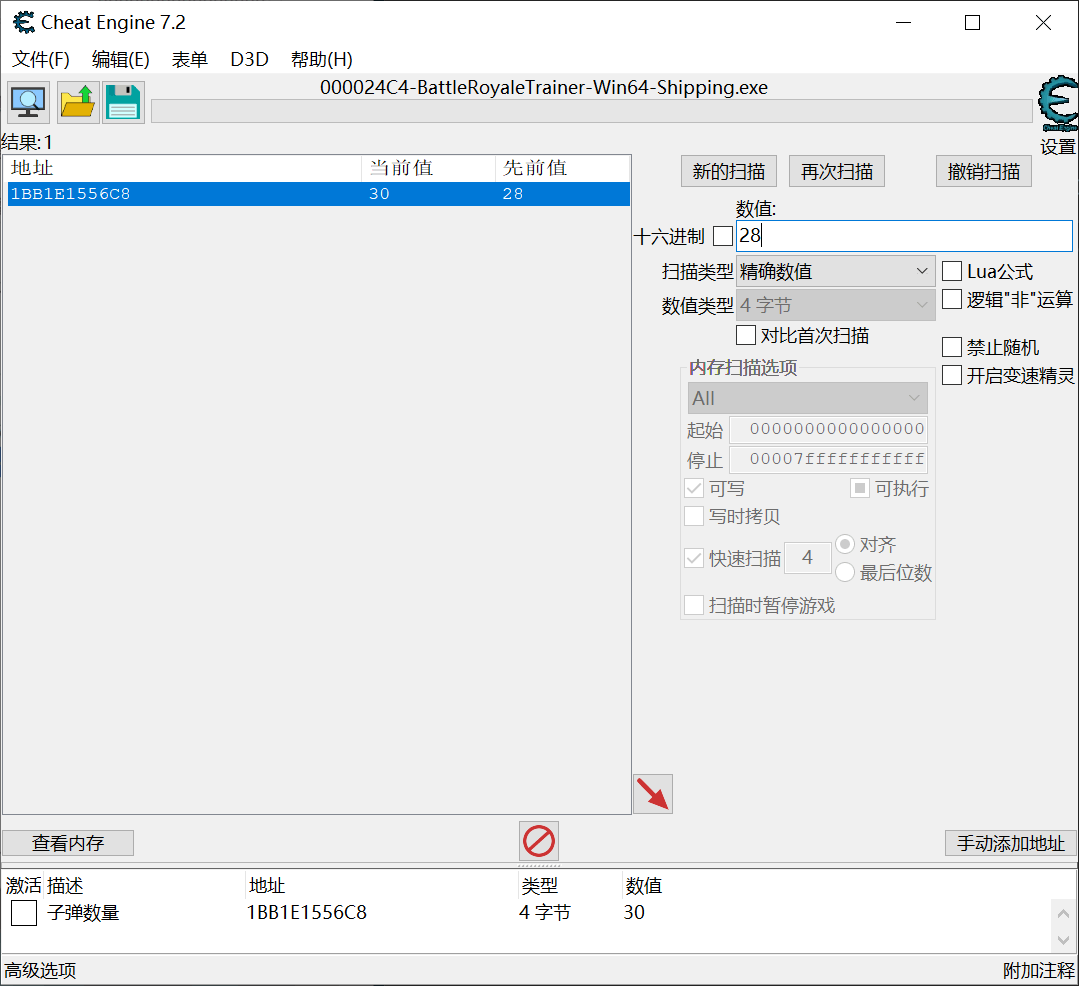 Cheat Engine 7.2
文件(F) 编辑(E) 表单 D3D 帮助(H)
000024C4-BattleRoyaleTrainer-Win64-Shipping.exe
Cheat Engine
设置
结果:1
地址 当前值 先前值
1BB1E1556C8 30 28
新的扫描 再次扫描 撤销扫描
数值:
十六进制 28
扫描类型 精确数值 Lua公式
数值类型 4 字节 逻辑"非"运算
对比首次扫描 禁止随机
内存扫描选项 开启变速精灵
All
起始 0000000000000000
停止 00007fffffffffff
可写 可执行
写时拷贝
快速扫描 4 对齐
最后位数
扫描时暂停游戏
查看内存 手动添加地址
激活 描述 地址 类型 数值
子弹数量 1BB1E1556C8 4 字节 30
高级选项 附加注释